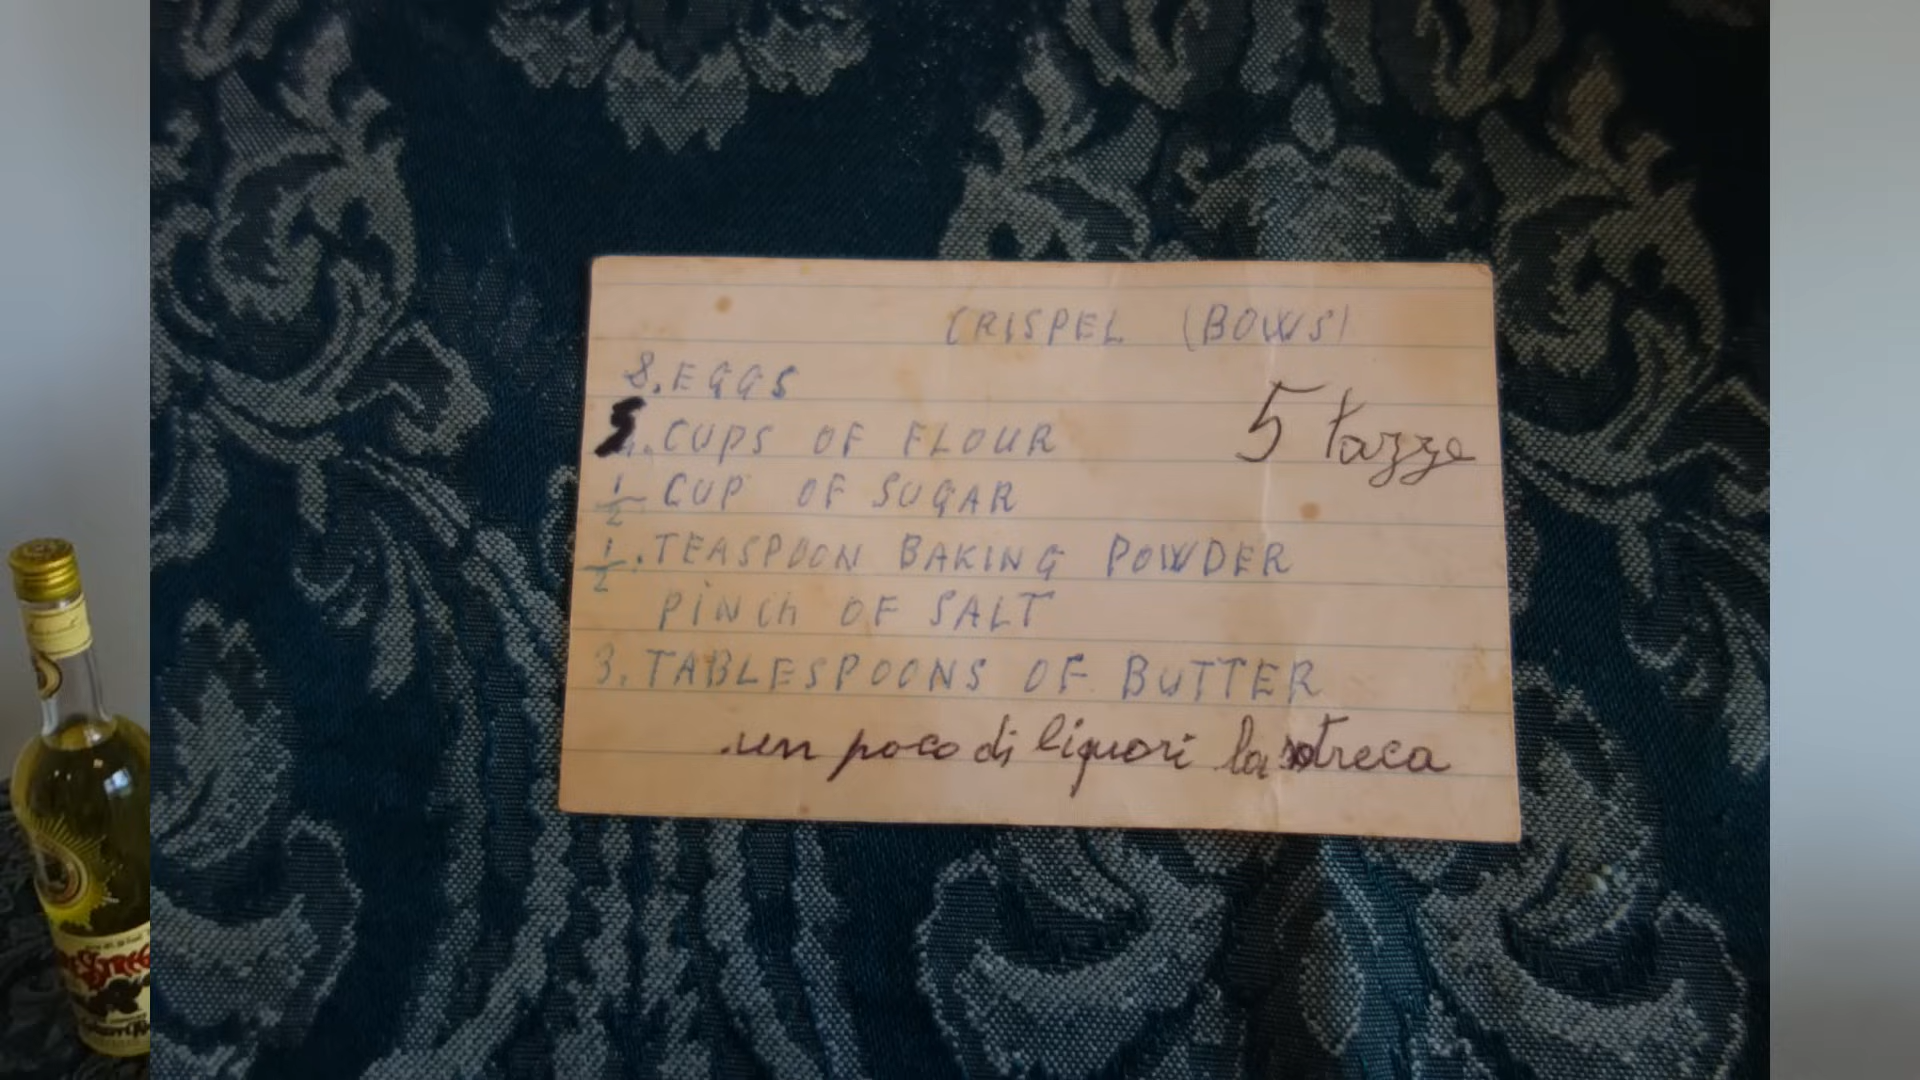 CRISPEL (BOWS)
8. EGGS
5. CUPS OF FLOUR 5 tazze
1/2 CUP OF SUGAR
1/2. TEASPOON BAKING POWDER
PINCh OF SALT
3. TABLESPOONS OF BUTTER
un poco di liquori la streca